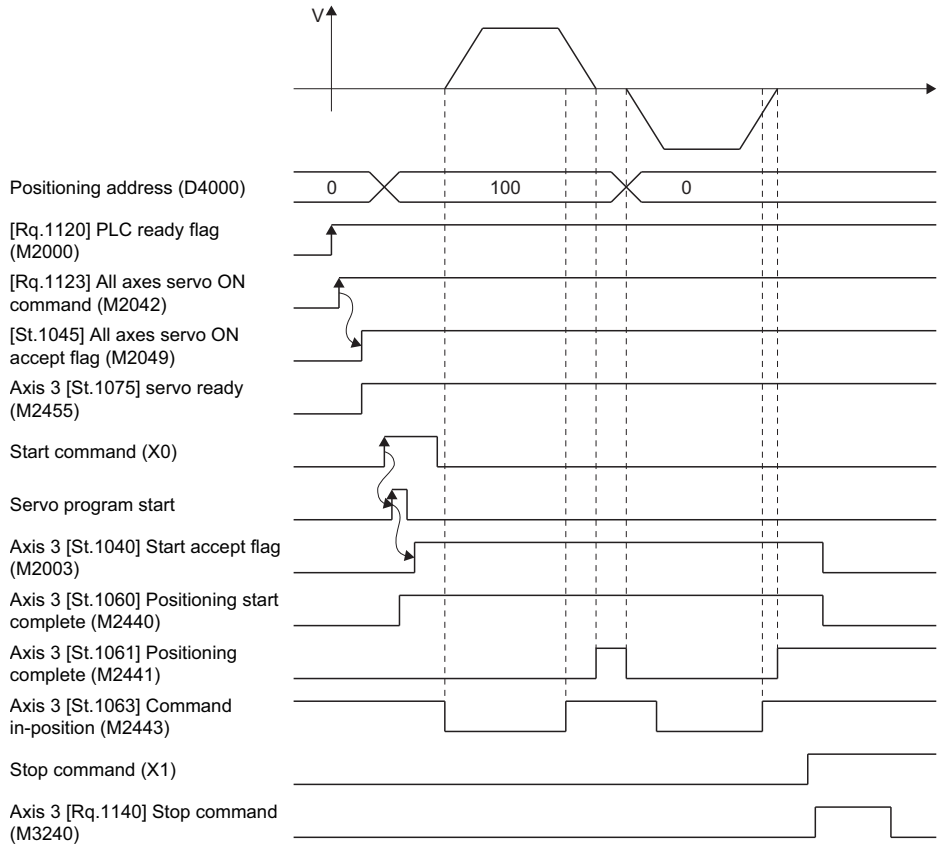 V
Positioning address (D4000)
0
100
0
[Rq.1120] PLC ready flag
(M2000)
[Rq.1123] All axes servo ON
command (M2042)
[St.1045] All axes servo ON
accept flag (M2049)
Axis 3 [St.1075] servo ready
(M2455)
Start command (X0)
Servo program start
Axis 3 [St.1040] Start accept flag
(M2003)
Axis 3 [St.1060] Positioning start
complete (M2440)
Axis 3 [St.1061] Positioning
complete (M2441)
Axis 3 [St.1063] Command
in-position (M2443)
Stop command (X1)
Axis 3 [Rq.1140] Stop command
(M3240)